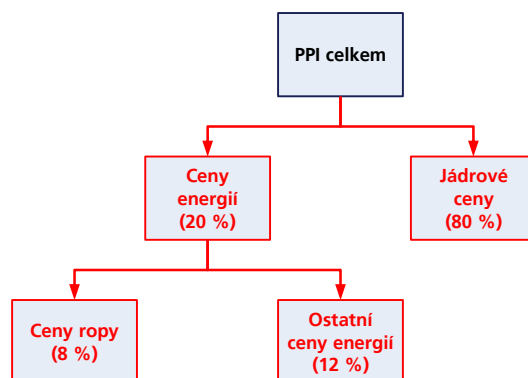 PPI celkem
Ceny
energií
(20 %)
Jádrové
ceny
(80 %)
Ceny ropy
(8 %)
Ostatní
ceny energií
(12 %)